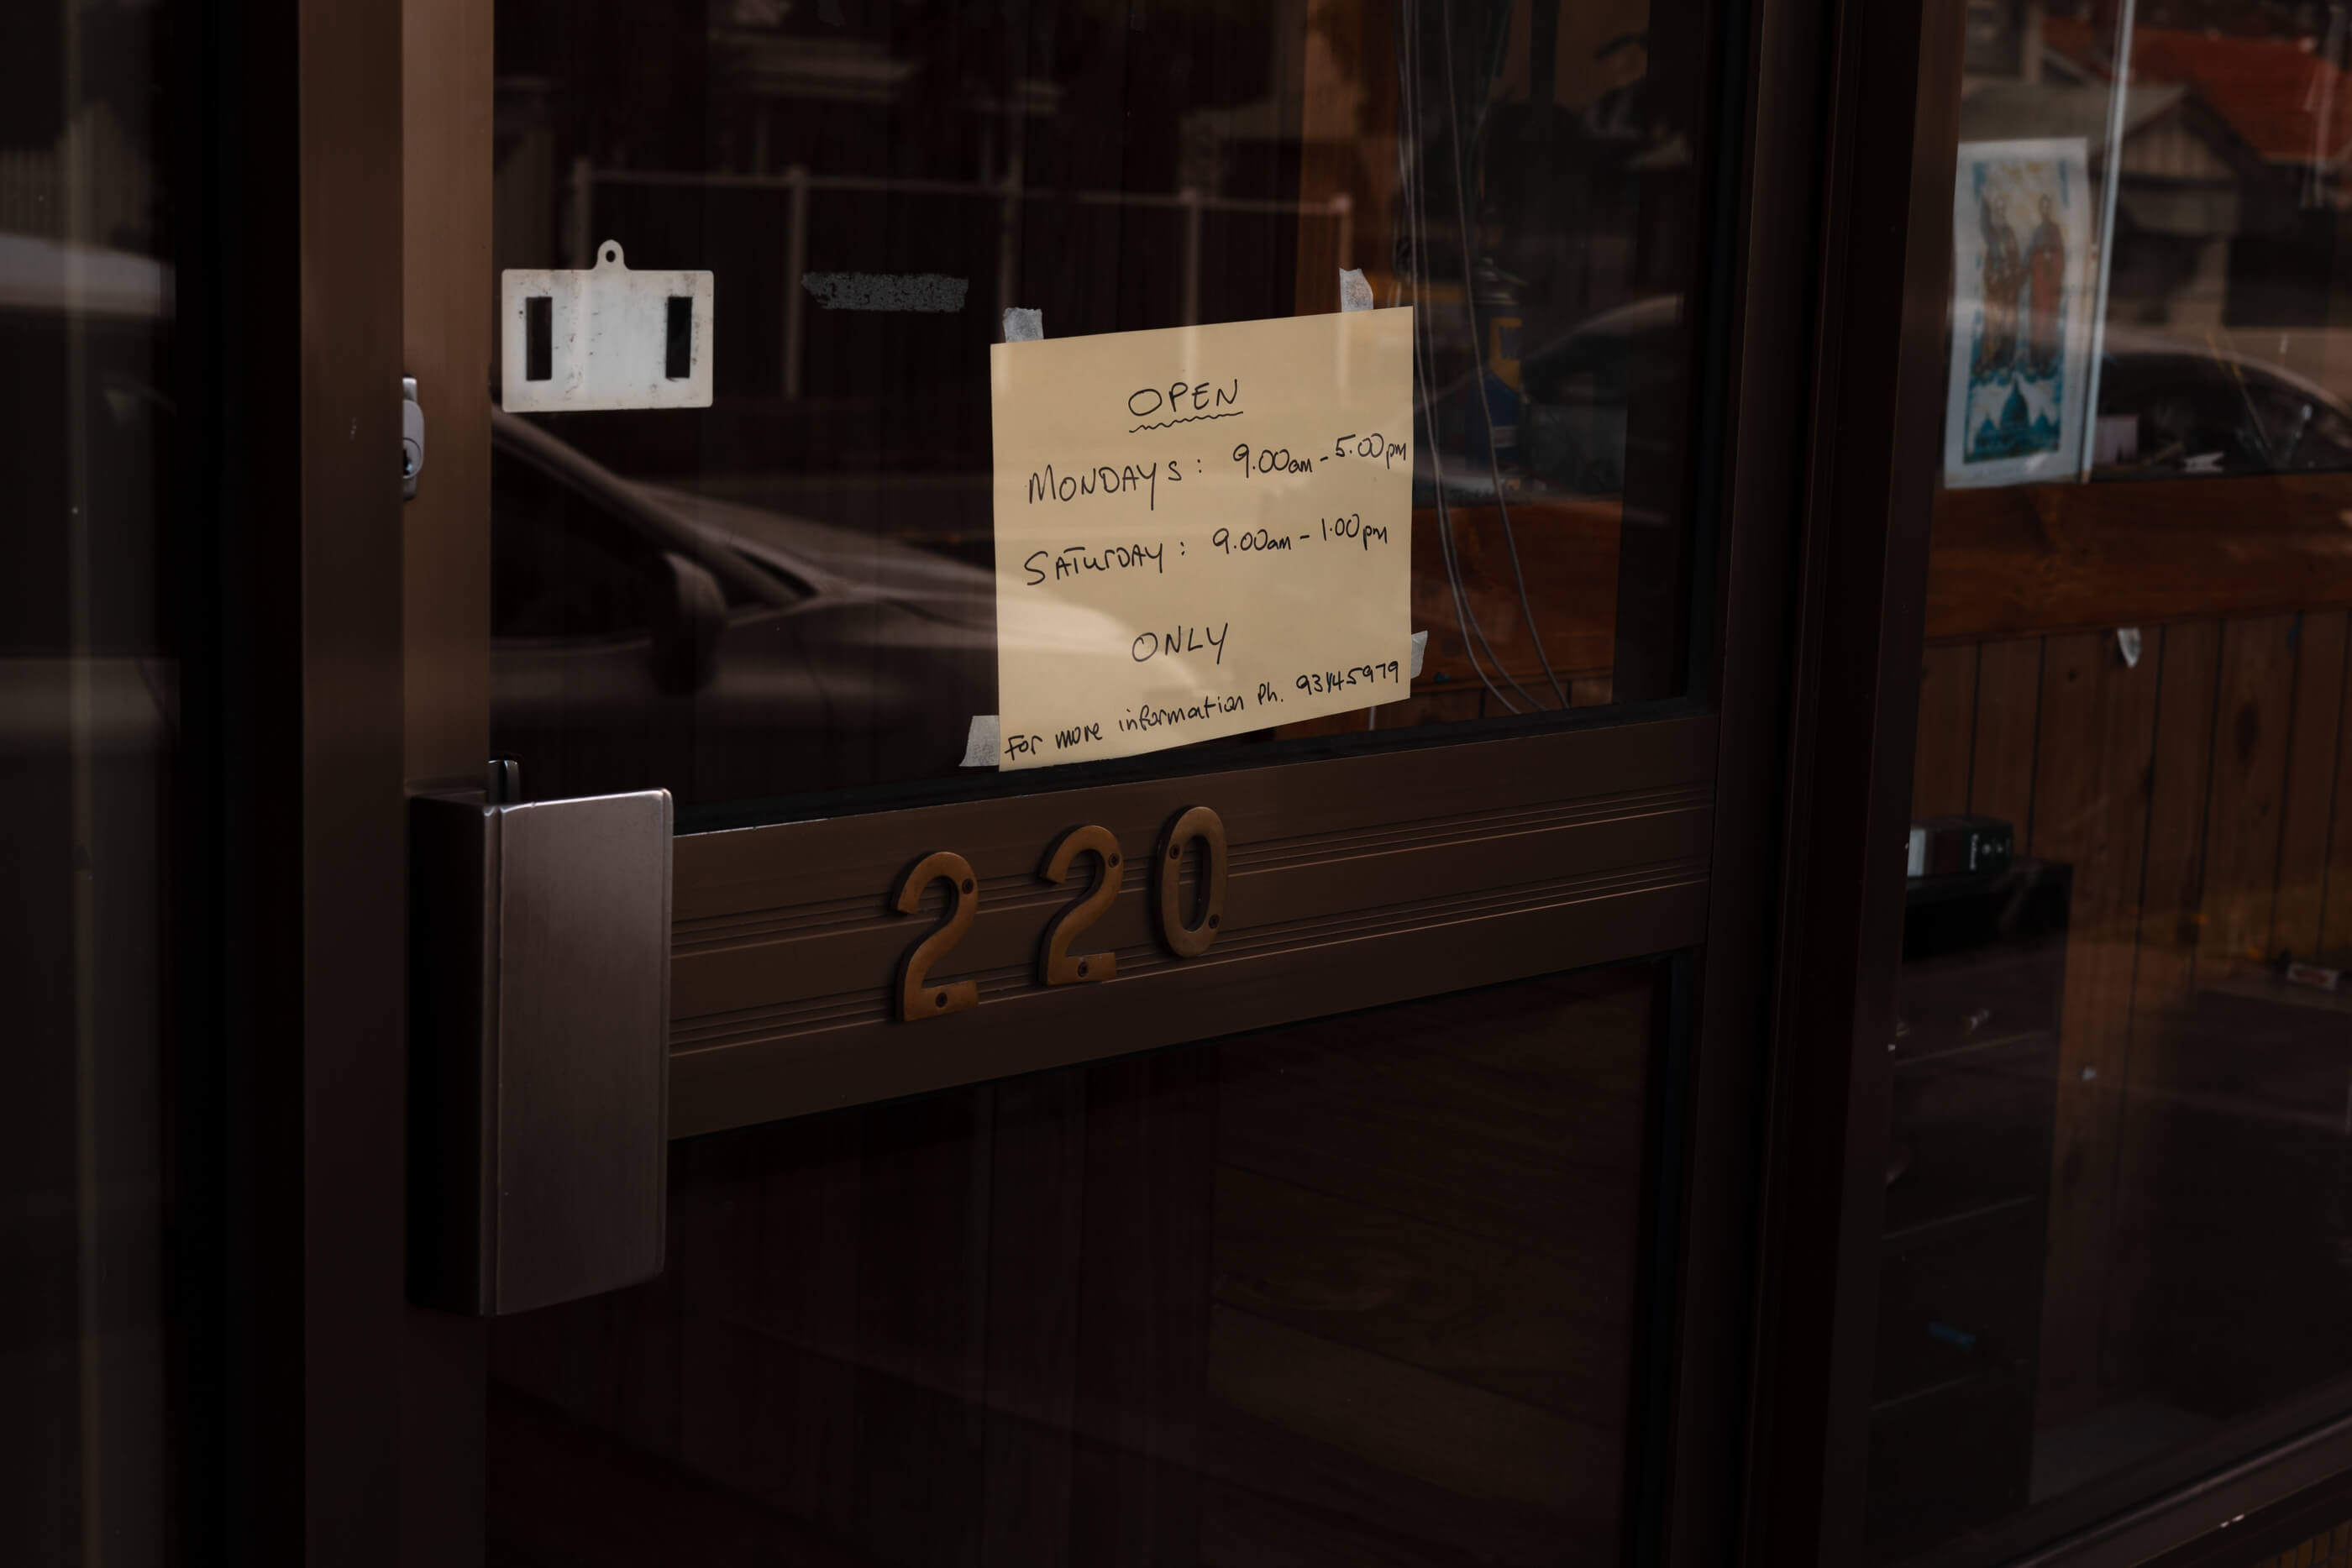 OPEN
MONDAYS : 9.00am - 5.00pm
SATURDAY : 9.00am - 1.00pm
ONLY
For more information Ph. 93145979
220